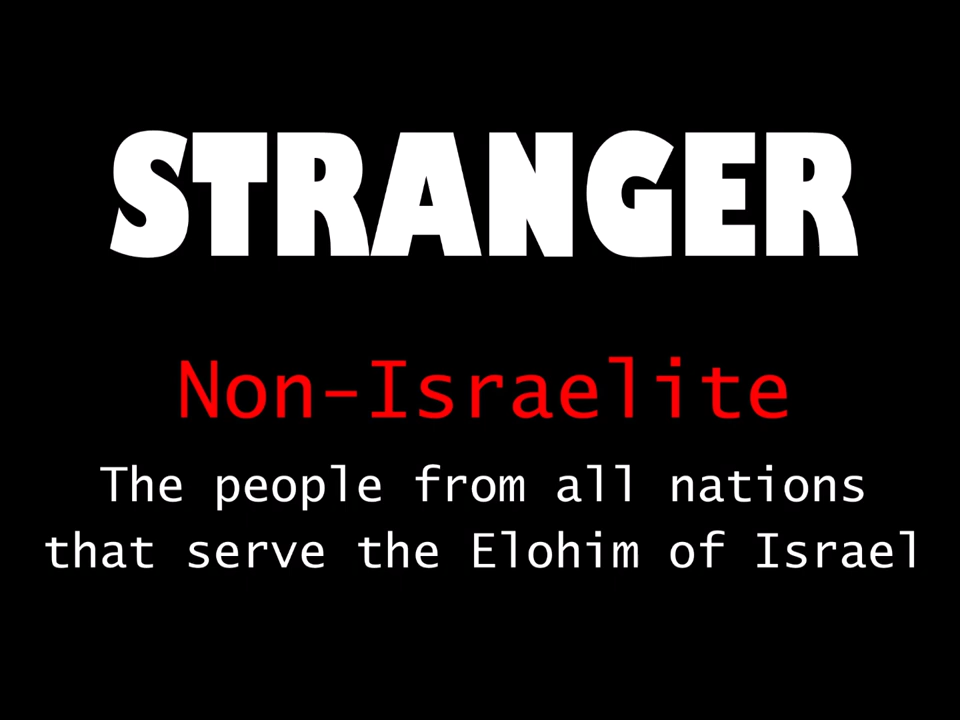 STRANGER
Non-Israelite
The people from all nations
that serve the Elohim of Israel